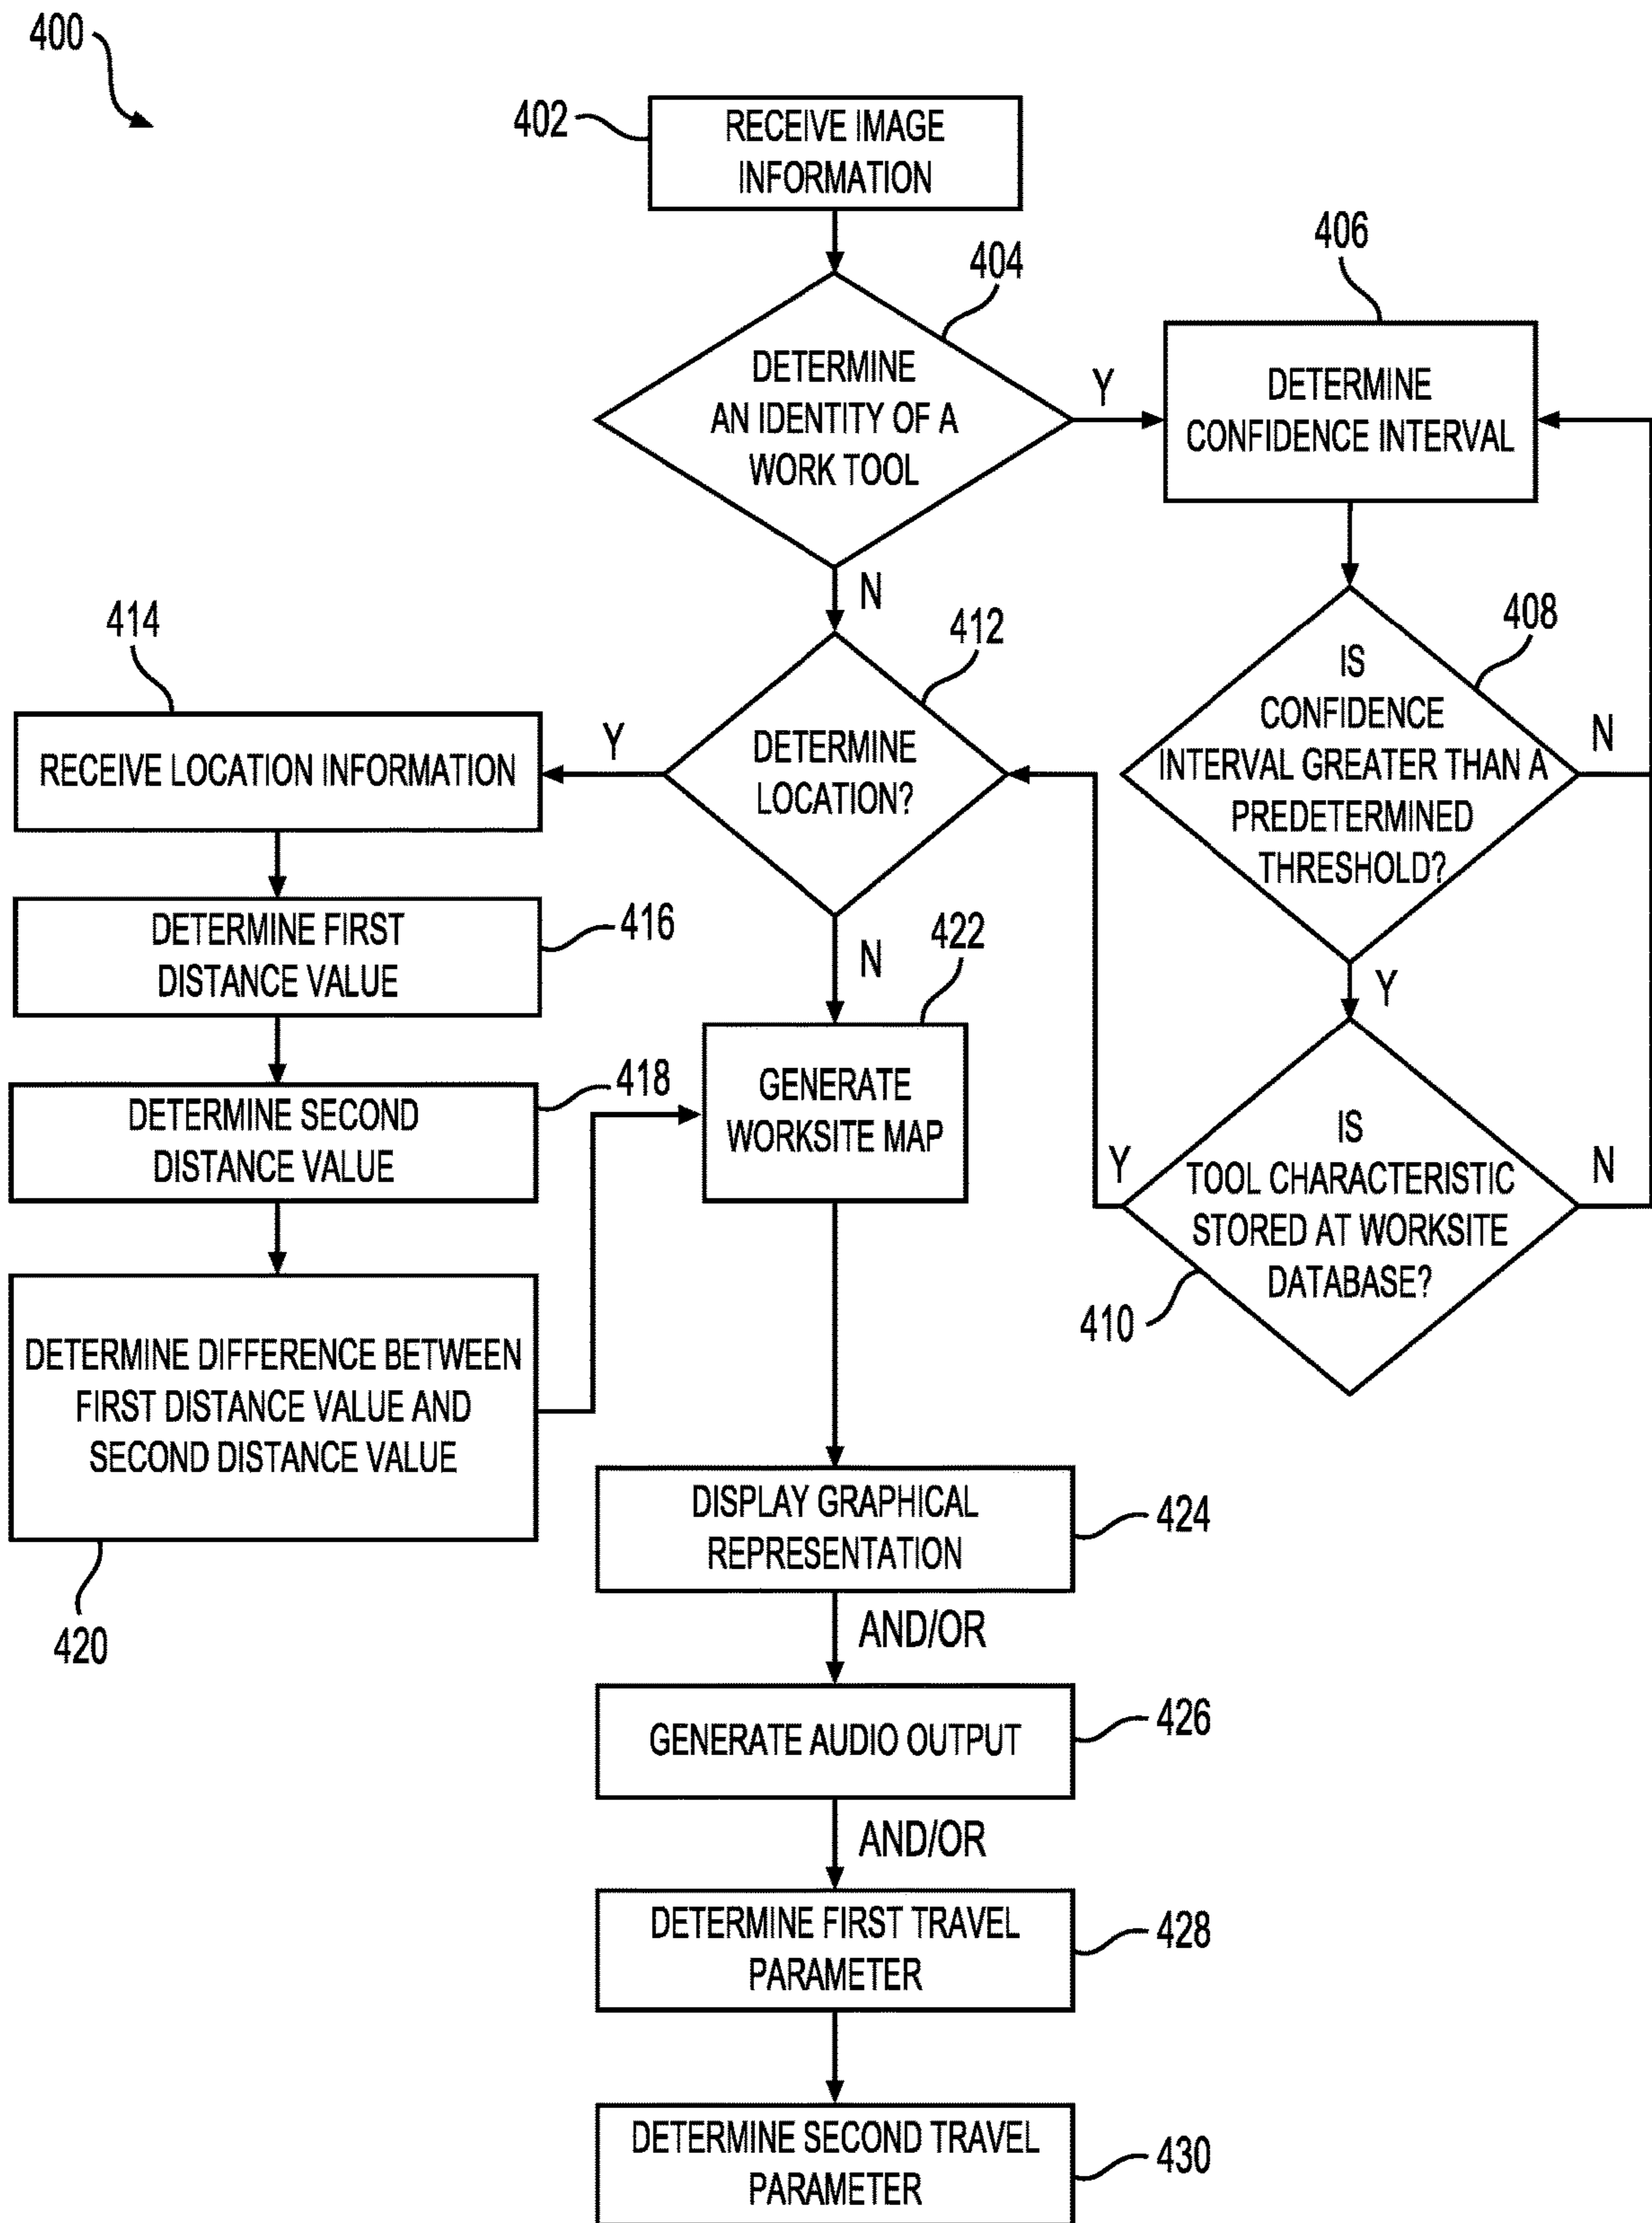 400
402
RECEIVE IMAGE
INFORMATION
404
DETERMINE
AN IDENTITY OF A
WORK TOOL
Y
406
DETERMINE
CONFIDENCE INTERVAL
N
408
IS
CONFIDENCE
INTERVAL GREATER THAN A
PREDETERMINED
THRESHOLD?
N
Y
412
DETERMINE
LOCATION?
Y
N
414
RECEIVE LOCATION INFORMATION
416
DETERMINE FIRST
DISTANCE VALUE
418
DETERMINE SECOND
DISTANCE VALUE
420
DETERMINE DIFFERENCE BETWEEN
FIRST DISTANCE VALUE AND
SECOND DISTANCE VALUE
422
GENERATE
WORKSITE MAP
410
IS
TOOL CHARACTERISTIC
STORED AT WORKSITE
DATABASE?
Y
N
DISPLAY GRAPHICAL
REPRESENTATION
424
AND/OR
GENERATE AUDIO OUTPUT
426
AND/OR
DETERMINE FIRST TRAVEL
PARAMETER
428
DETERMINE SECOND TRAVEL
PARAMETER
430